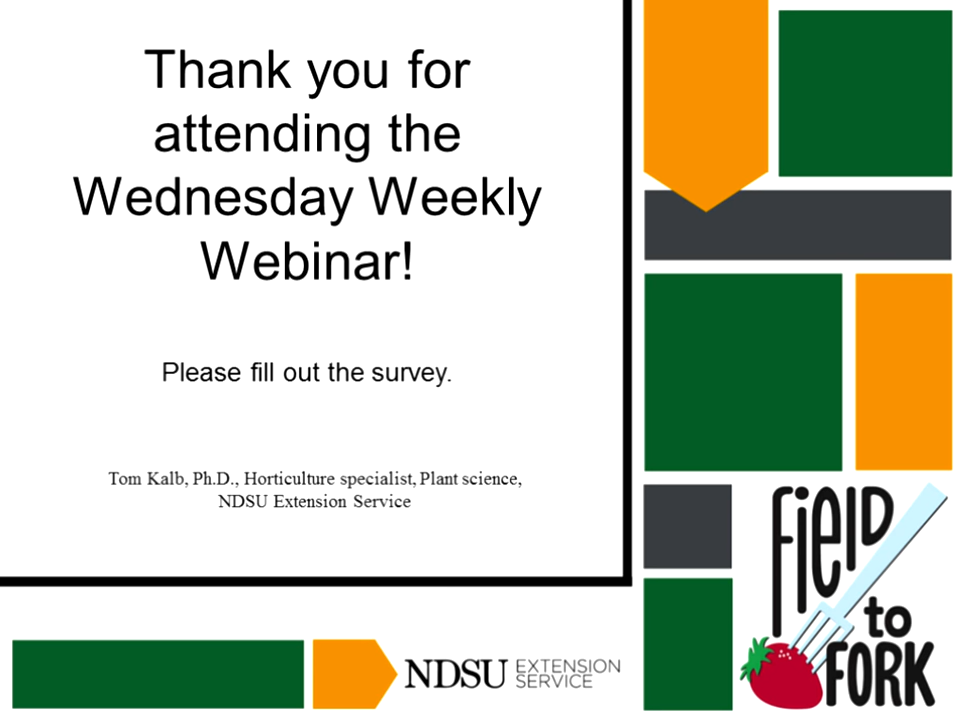 Thank you for
attending the
Wednesday Weekly
Webinar!
Please fill out the survey.
Tom Kalb, Ph.D., Horticulture specialist, Plant science,
NDSU Extension Service
NDSU EXTENSION
SERVICE
fiElD
to
FORK